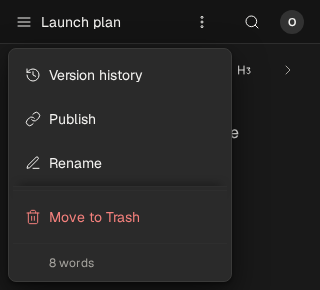 Launch plan
O
Version history
H3
Publish
e
Rename
Move to Trash
8 words